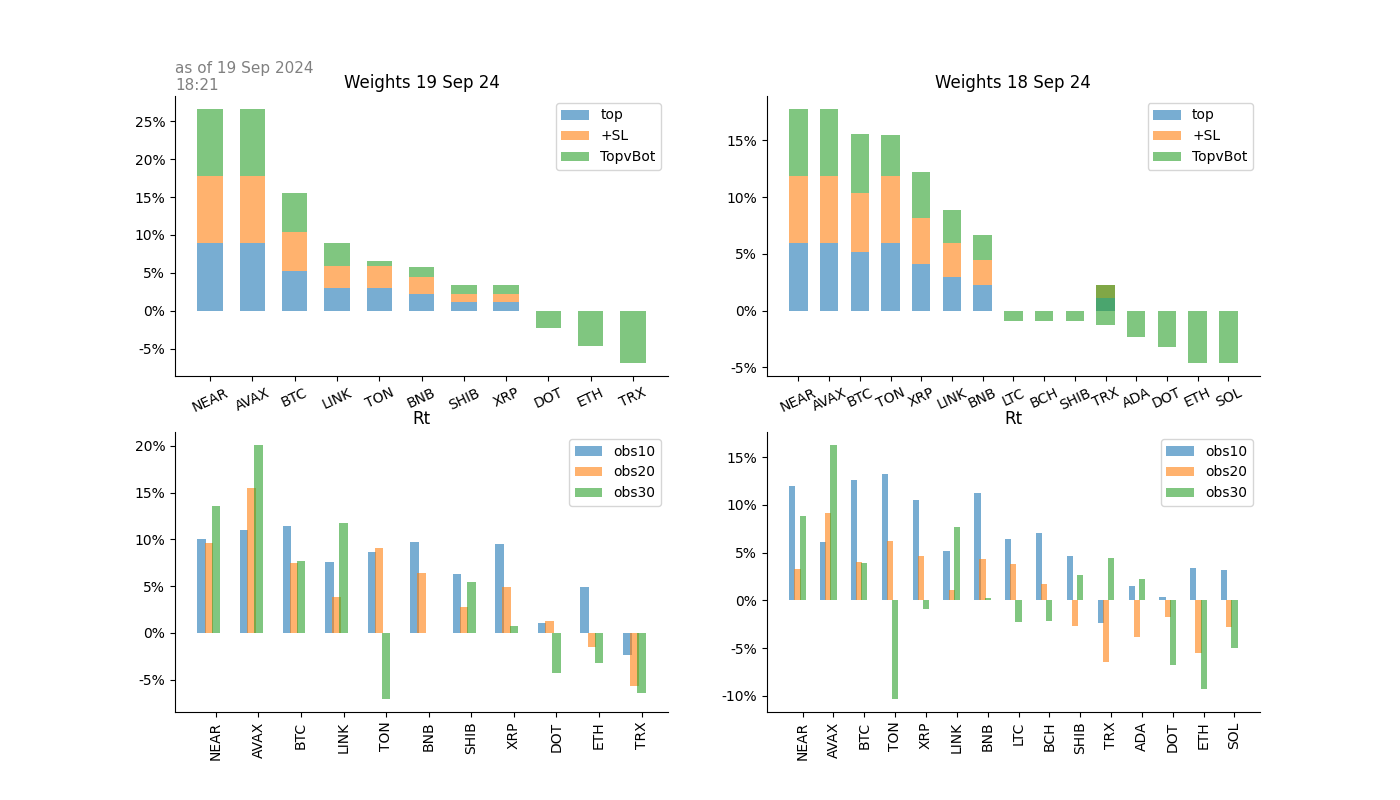 as of 19 Sep 2024
18:21
Weights 19 Sep 24
25%
20%
15%
10%
5%
0%
-5%
top
+SL
TopvBot
NEAR AVAX BTC LINK TON BNB SHIB XRP DOT ETH TRX
Weights 18 Sep 24
15%
10%
5%
0%
-5%
top
+SL
TopvBot
NEAR AVAX BTC TON XRP LINK BNB LTC BCH SHIB TRX ADA DOT ETH SOL
Rt
20%
15%
10%
5%
0%
-5%
obs10
obs20
obs30
NEAR AVAX BTC LINK TON BNB SHIB XRP DOT ETH TRX
Rt
15%
10%
5%
0%
-5%
-10%
obs10
obs20
obs30
NEAR AVAX BTC TON XRP LINK BNB LTC BCH SHIB TRX ADA DOT ETH SOL